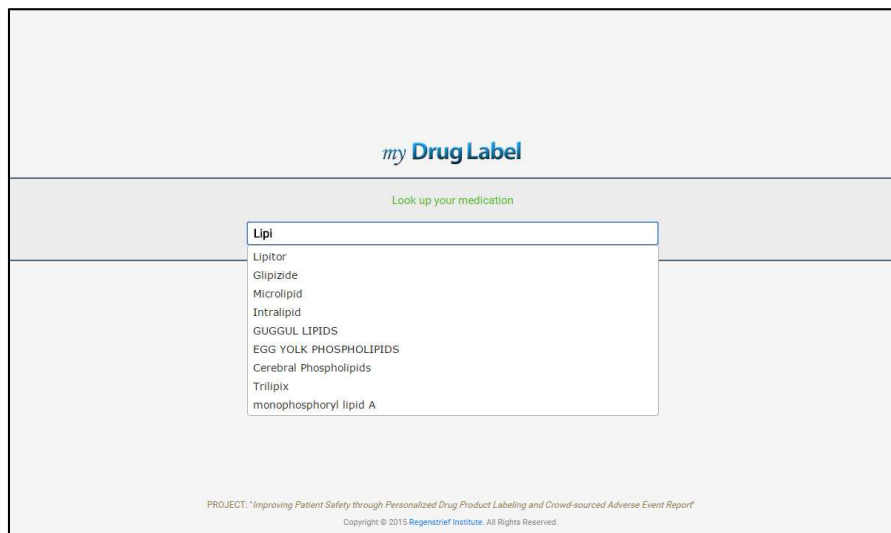 my Drug Label
Look up your medication
Lipi
Lipitor
Glipizide
Microlipid
Intralipid
GUGGUL LIPIDS
EGG YOLK PHOSPHOLIPIDS
Cerebral Phospholipids
Trilipix
monophosphoryl lipid A
PROJECT: "Improving Patient Safety through Personalized Drug Product Labeling and Crowd-sourced Adverse Event Report"
Copyright © 2015 Regenstrief Institute. All Rights Reserved.